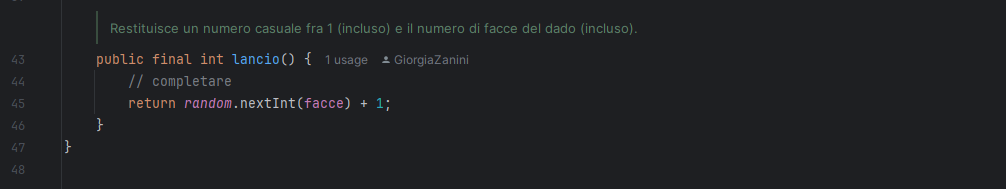 Restituisce un numero casuale fra 1 (incluso) e il numero di facce del dado (incluso).
43 public final int lancio() { 1 usage GiorgiaZanini
44 // completare
45 return random.nextInt(facce) + 1;
46 }
47 }
48